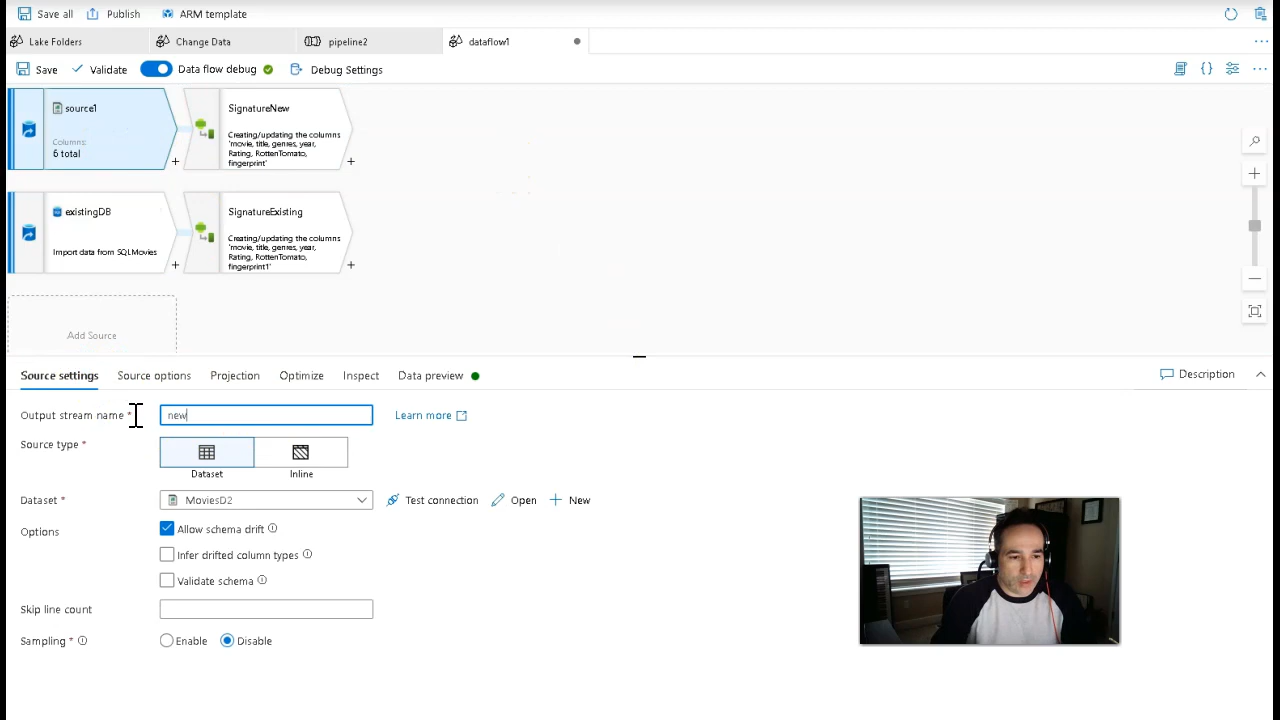 Save all Publish ARM template
Lake Folders Change Data pipeline2 dataflow1
Save Validate Data flow debug Debug Settings
source1
Columns:
6 total
SignatureNew
Creating/updating the columns
'movie, title, genres, year,
Rating, RottenTomato,
fingerprint'
existingDB
Import data from SQLMovies
SignatureExisting
Creating/updating the columns
'movie, title, genres, year,
Rating, RottenTomato,
fingerprint1'
Add Source
Source settings Source options Projection Optimize Inspect Data preview Description
Output stream name * new Learn more
Source type *
Dataset Inline
Dataset * MoviesD2 Test connection Open New
Options Allow schema drift
Infer drifted column types
Validate schema
Skip line count
Sampling * Enable Disable